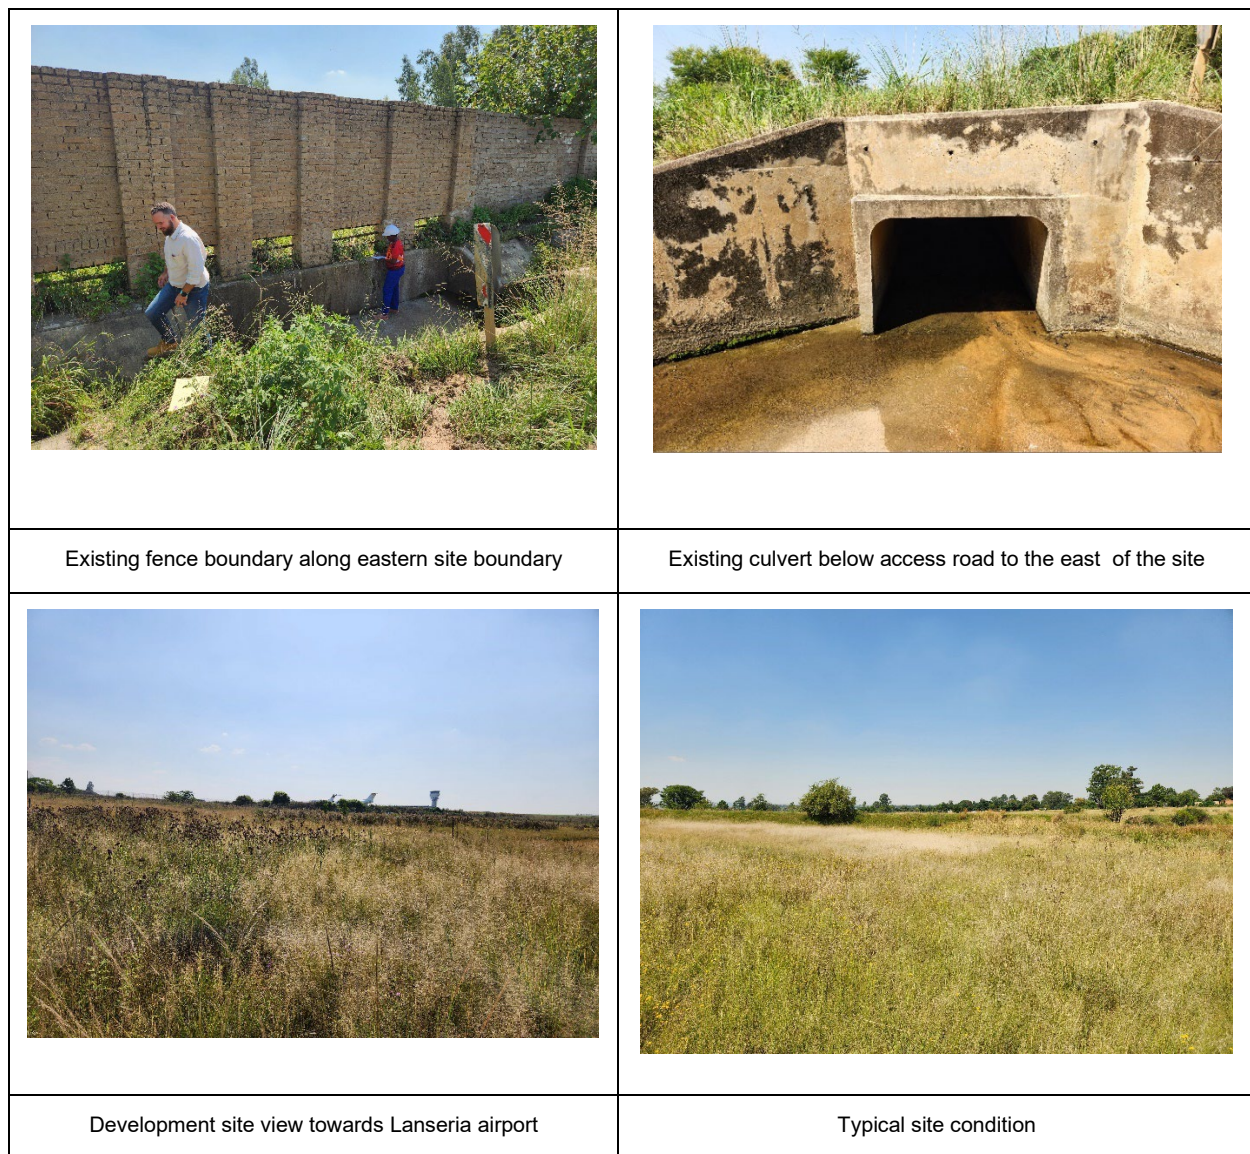 Existing fence boundary along eastern site boundary
Existing culvert below access road to the east  of the site
Development site view towards Lanseria airport
Typical site condition